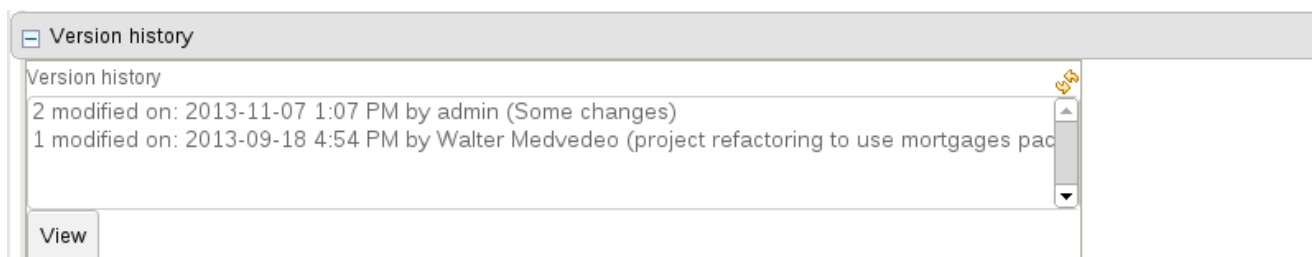 Version history
Version history
2 modified on: 2013-11-07 1:07 PM by admin (Some changes)
1 modified on: 2013-09-18 4:54 PM by Walter Medvedeo (project refactoring to use mortgages pac
View